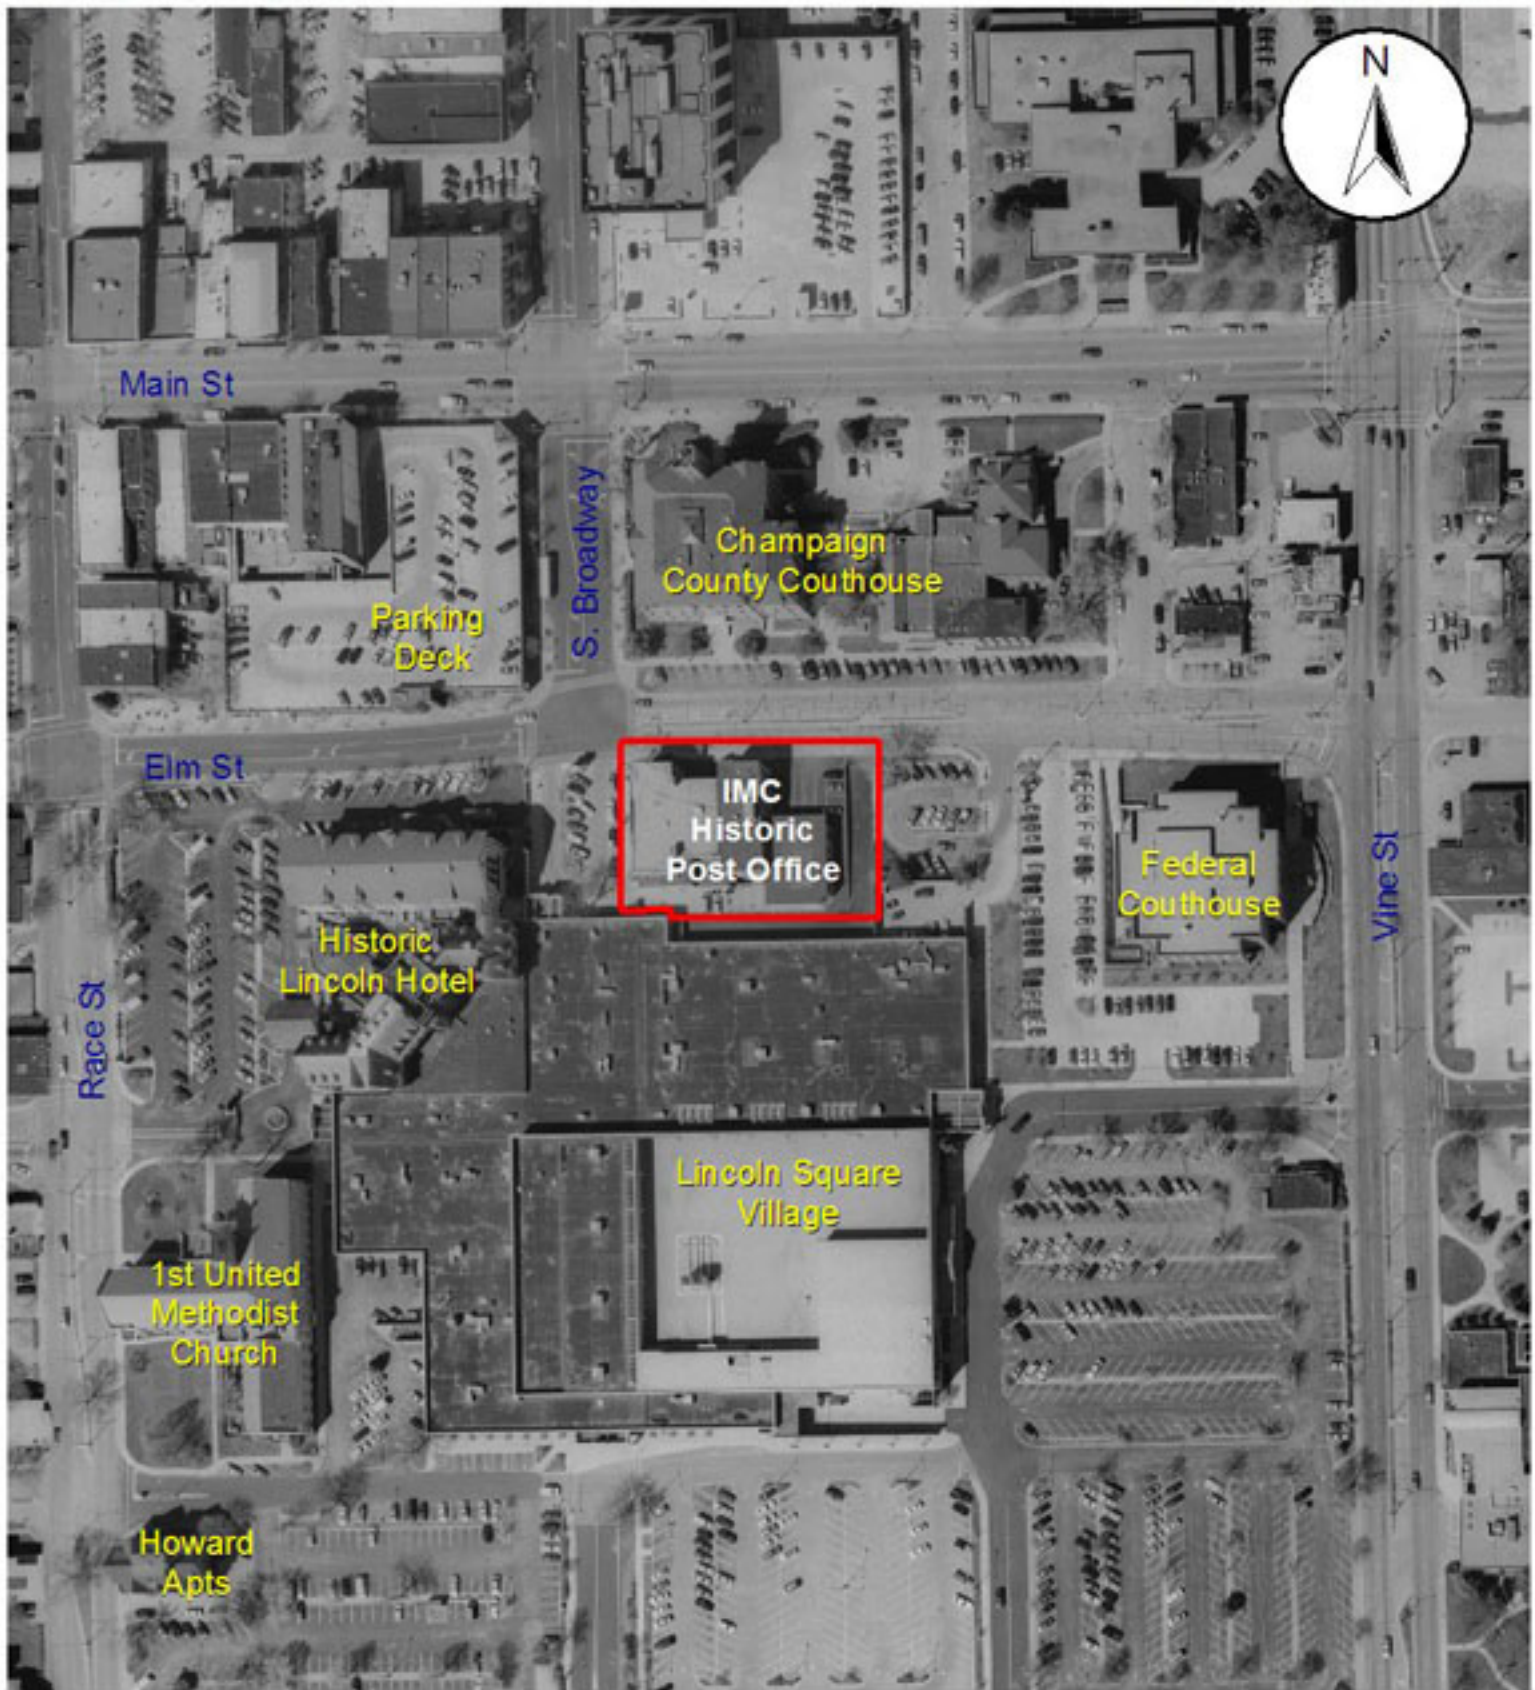 N
Main St
S. Broadway
Champaign
County Couthouse
Parking
Deck
Elm St
IMC
Historic
Post Office
Federal
Couthouse
Vine St
Historic
Lincoln Hotel
Race St
Lincoln Square
Village
1st United
Methodist
Church
Howard
Apts